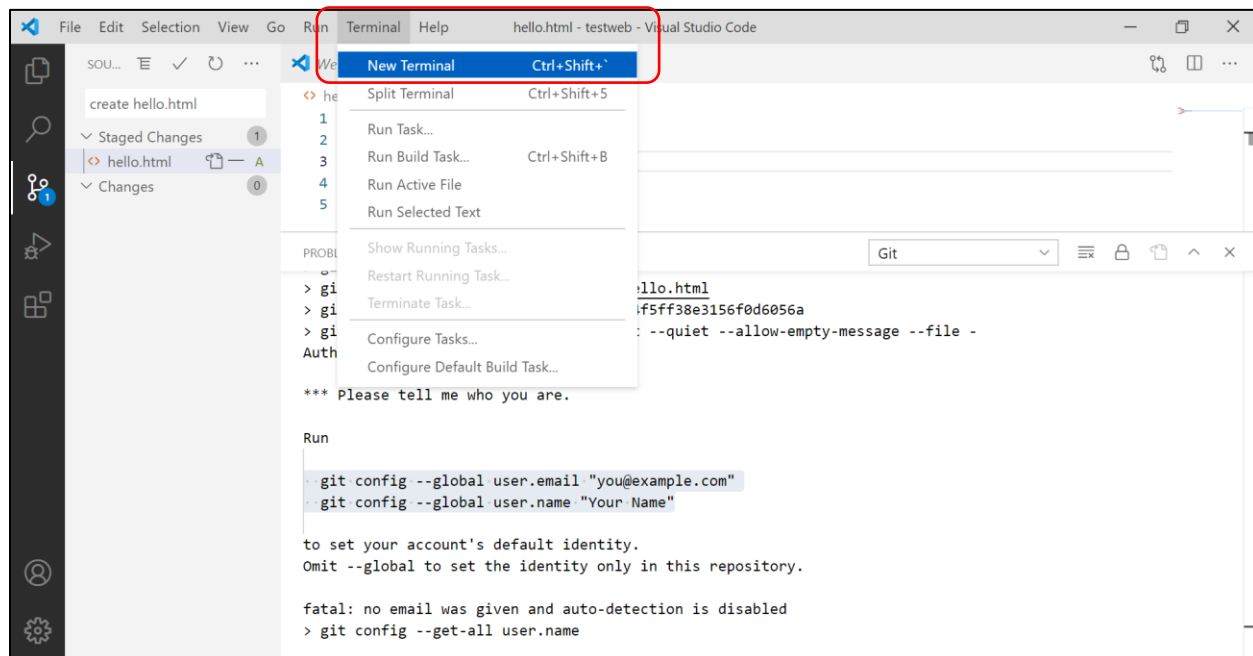 File Edit Selection View Go Run Terminal Help hello.html - testweb - Visual Studio Code
SOU...
create hello.html
Staged Changes 1
hello.html A
Changes 0
1
We
he
1
2
3
4
5
New Terminal Ctrl+Shift+`
Split Terminal Ctrl+Shift+5
Run Task...
Run Build Task... Ctrl+Shift+B
Run Active File
Run Selected Text
Show Running Tasks...
Restart Running Task...
Terminate Task...
Configure Tasks...
Configure Default Build Task...
PROBL Git
> gi ello.html
> gi 4f5ff38e3156f0d6056a
> gi --quiet --allow-empty-message --file -
Auth
*** Please tell me who you are.
Run
git config --global user.email "you@example.com"
git config --global user.name "Your Name"
to set your account's default identity.
Omit --global to set the identity only in this repository.
fatal: no email was given and auto-detection is disabled
> git config --get-all user.name